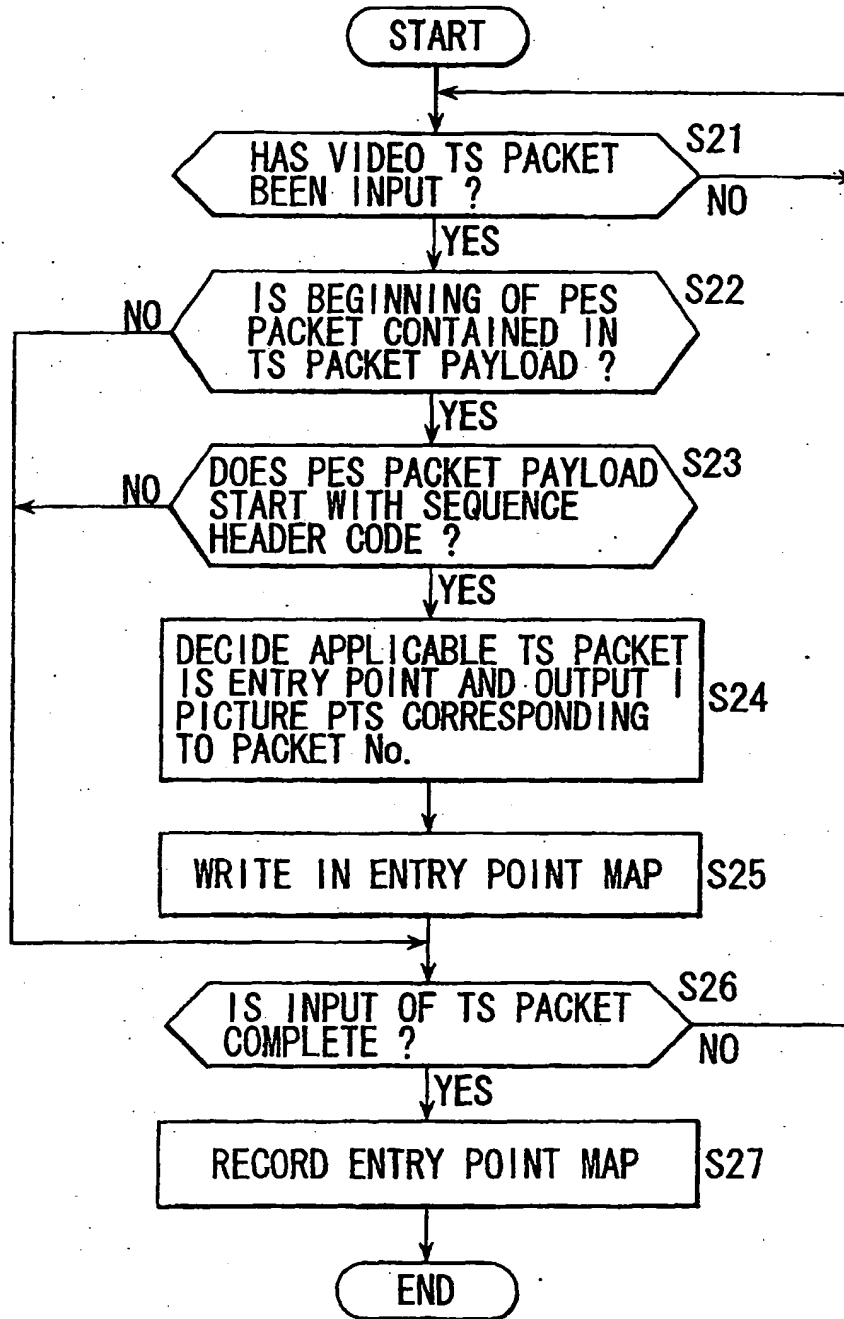 START
HAS VIDEO TS PACKET
BEEN INPUT ?
S21
NO
YES
IS BEGINNING OF PES
PACKET CONTAINED IN
TS PACKET PAYLOAD ?
S22
NO
YES
DOES PES PACKET PAYLOAD
START WITH SEQUENCE
HEADER CODE ?
S23
NO
YES
DECIDE APPLICABLE TS PACKET
IS ENTRY POINT AND OUTPUT I
PICTURE PTS CORRESPONDING
TO PACKET No.
S24
WRITE IN ENTRY POINT MAP
S25
IS INPUT OF TS PACKET
COMPLETE ?
S26
NO
YES
RECORD ENTRY POINT MAP
S27
END